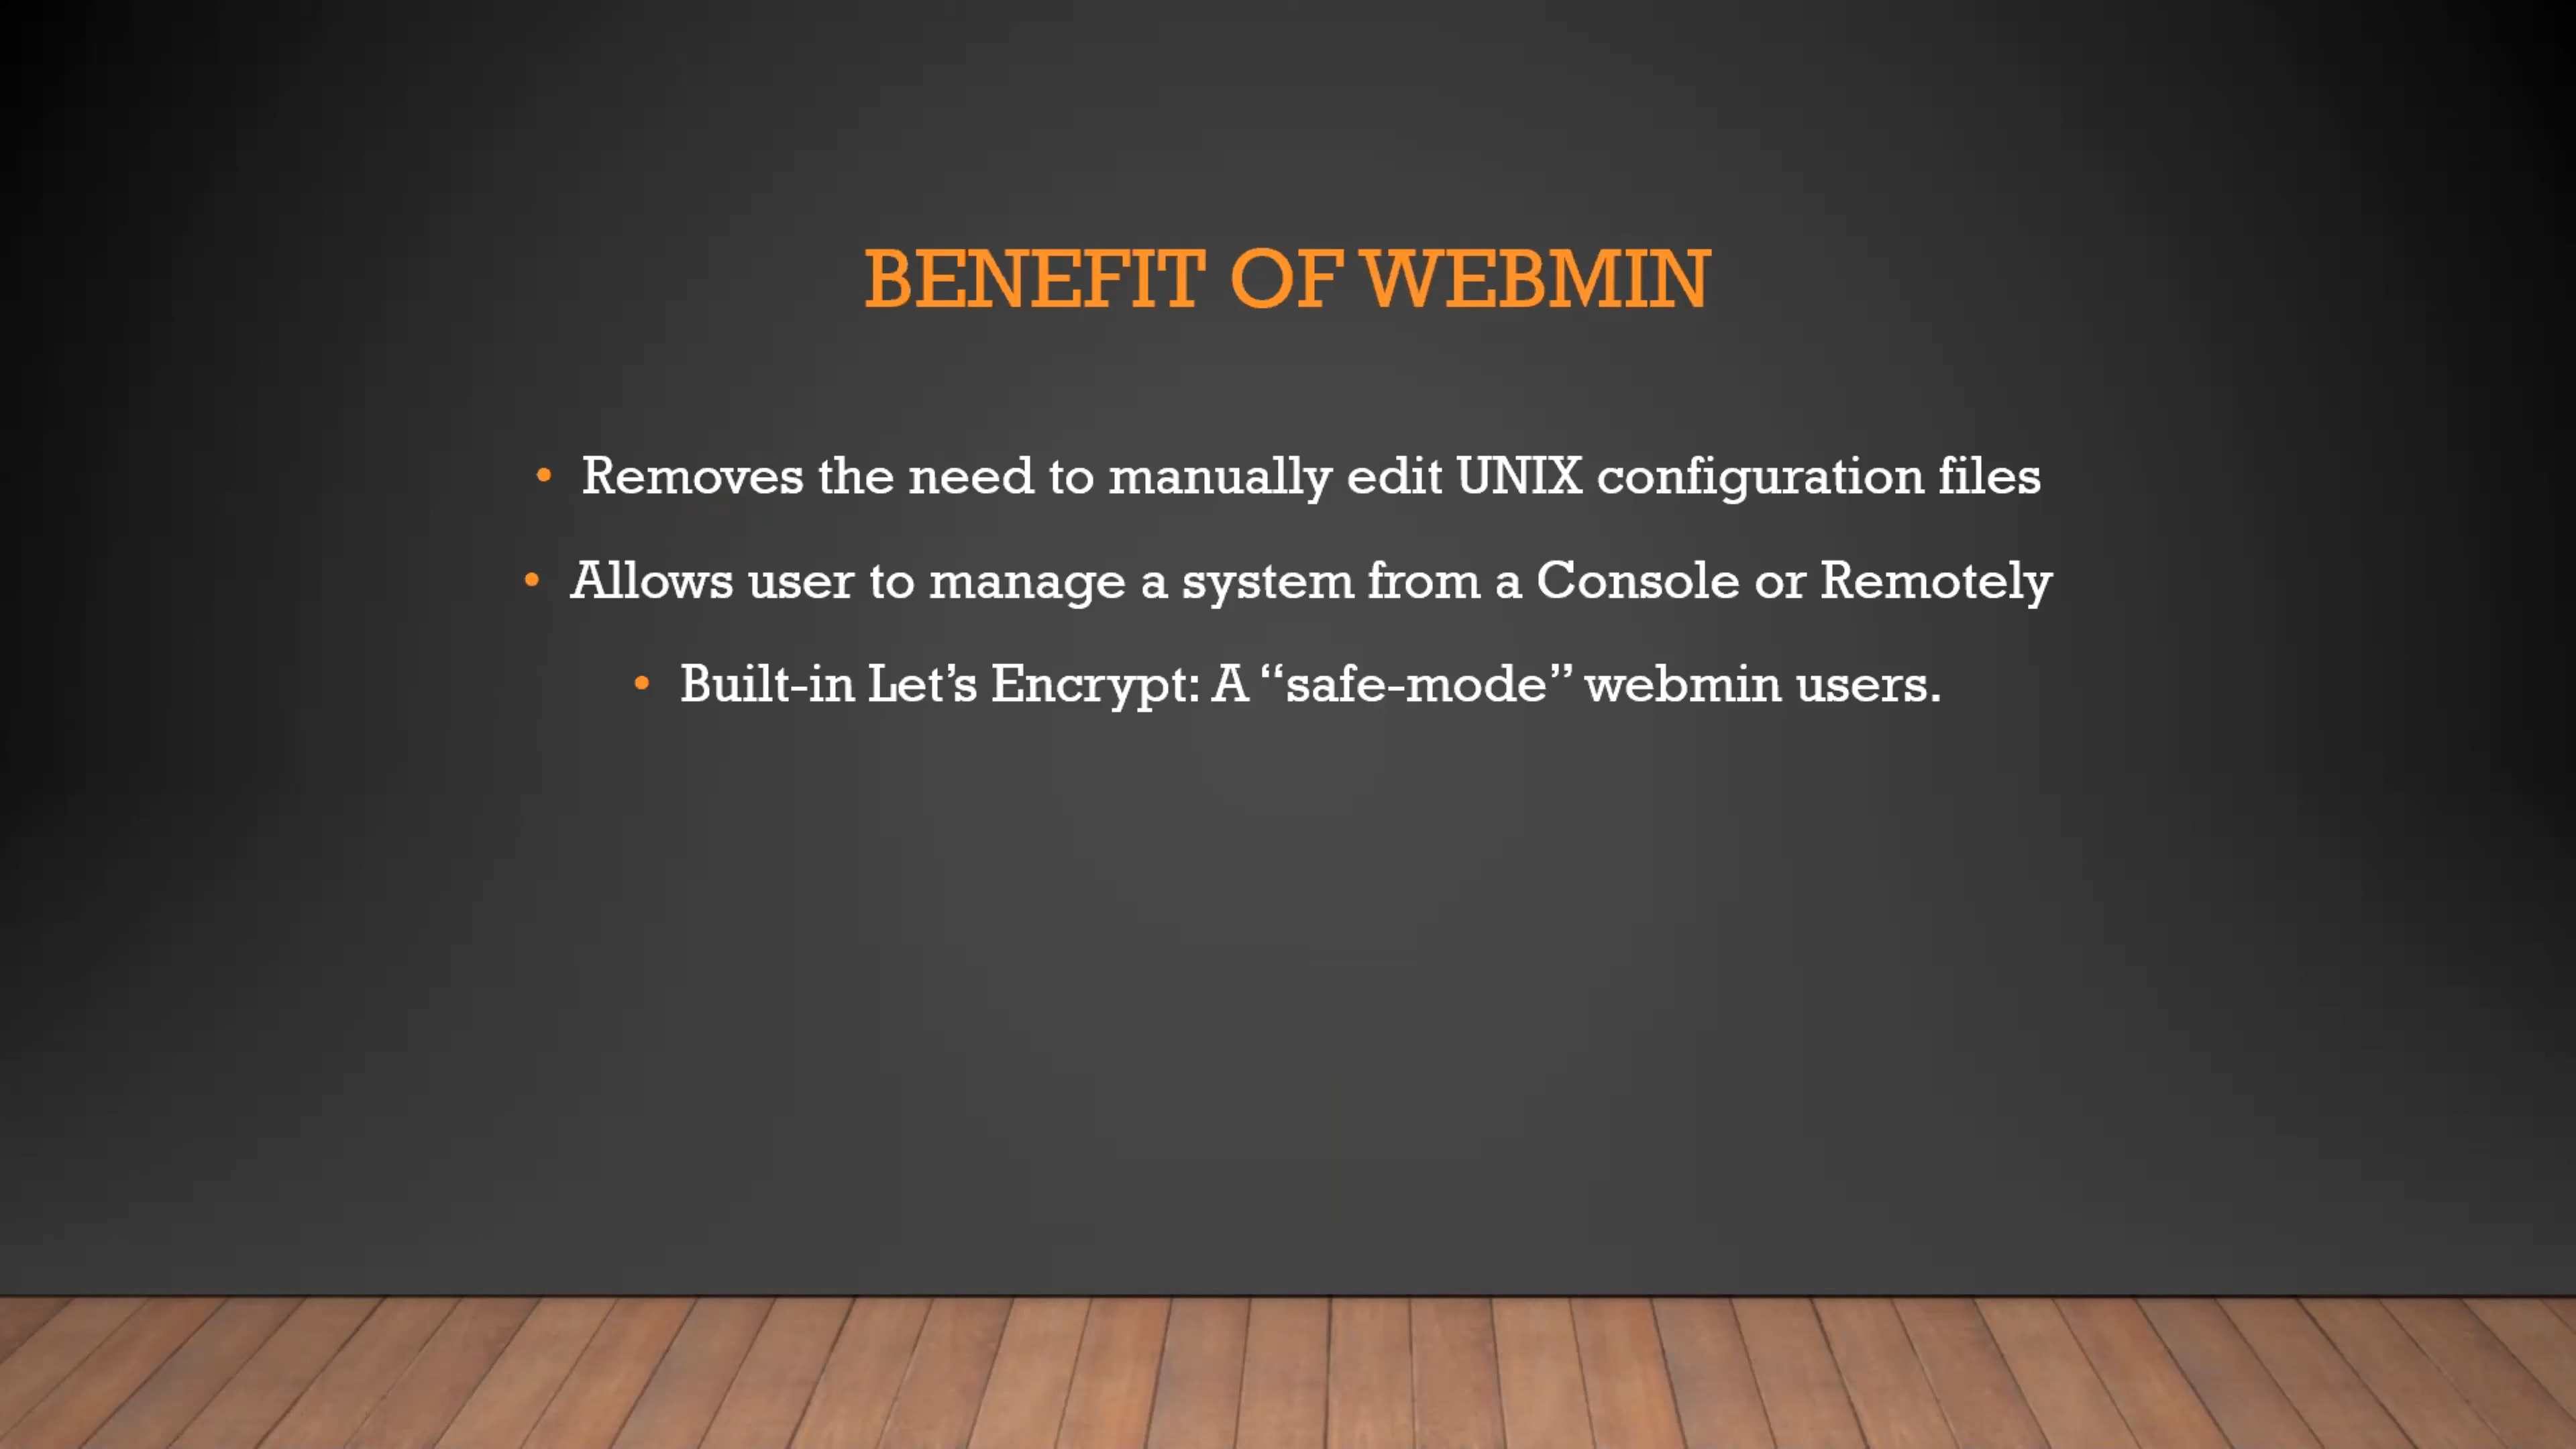 BENEFIT OF WEBMIN
• Removes the need to manually edit UNIX configuration files
• Allows user to manage a system from a Console or Remotely
• Built-in Let’s Encrypt: A “safe-mode” webmin users.